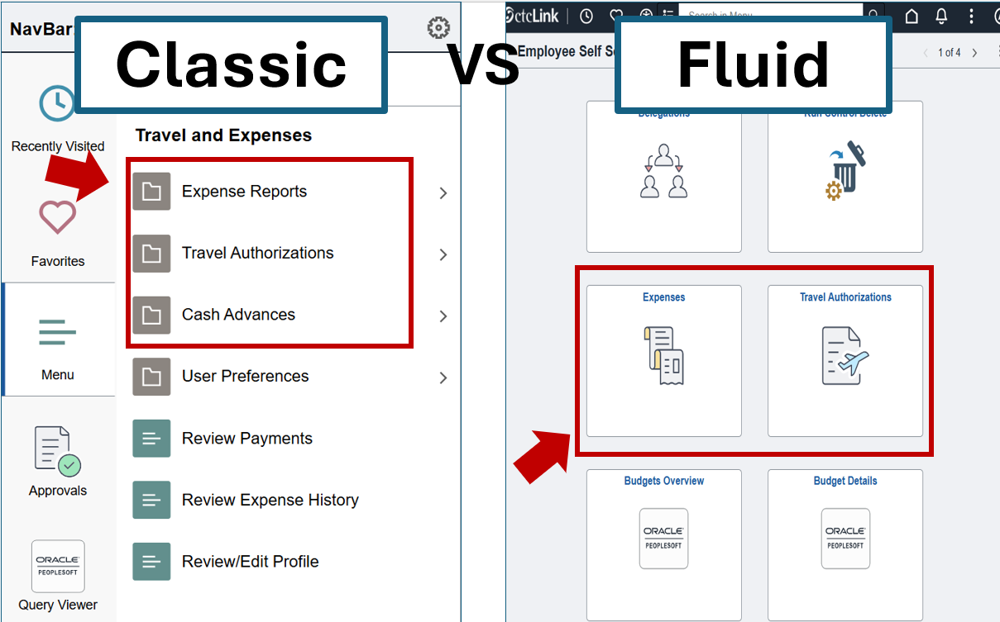 Classic
VS
Fluid
NavBar:
Recently Visited
Favorites
Menu
Approvals
ORACLE
PEOPLESOFT
Query Viewer
Travel and Expenses
Expense Reports
Travel Authorizations
Cash Advances
User Preferences
Review Payments
Review Expense History
Review/Edit Profile
ctcLink
Search in Menu
Employee Self
1 of 4
Delegations
Run Control Delete
Expenses
Travel Authorizations
Budgets Overview
Budget Details
ORACLE
PEOPLESOFT
ORACLE
PEOPLESOFT